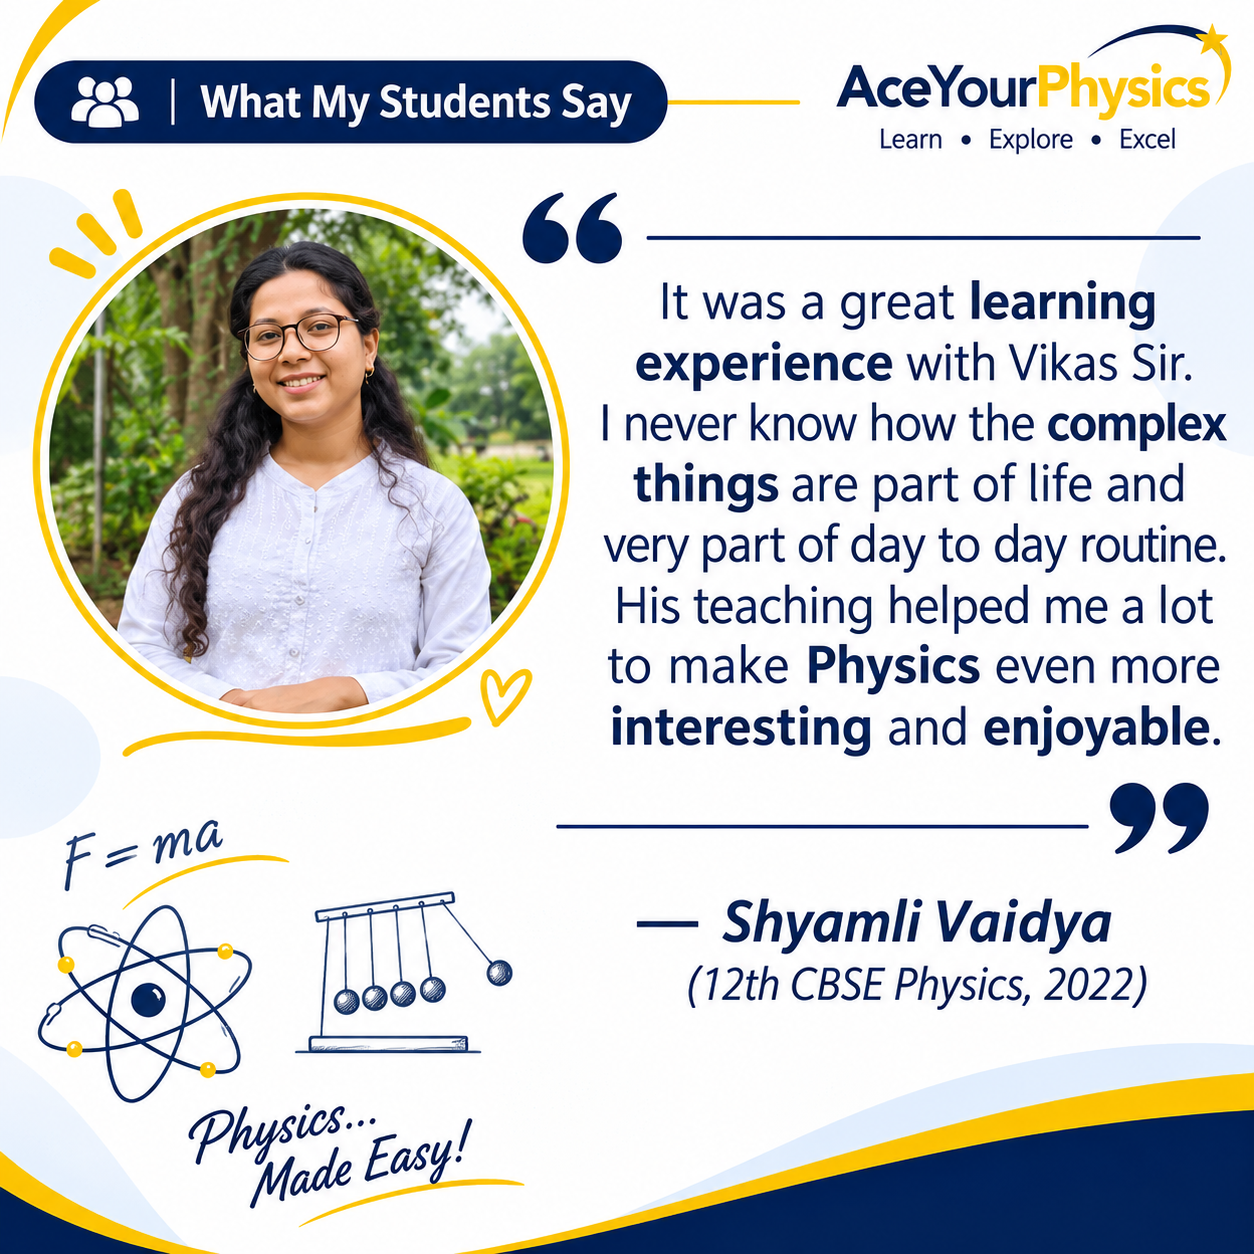 What My Students Say
AceYourPhysics
Learn • Explore • Excel
“
It was a great learning
experience with Vikas Sir.
I never know how the complex
things are part of life and
very part of day to day routine.
His teaching helped me a lot
to make Physics even more
interesting and enjoyable.
”
— Shyamli Vaidya
(12th CBSE Physics, 2022)
F = ma
Physics...
Made Easy!